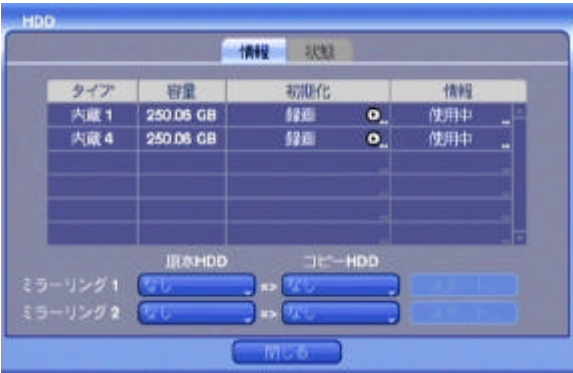 HDD
情報 状態
タイプ 容量 初期化 情報
内蔵 1 250.06 GB 録画 使用中
内蔵 4 250.06 GB 録画 使用中
原本HDD コピーHDD
ミラーリング 1 なし => なし
ミラーリング 2 なし => なし
閉じる